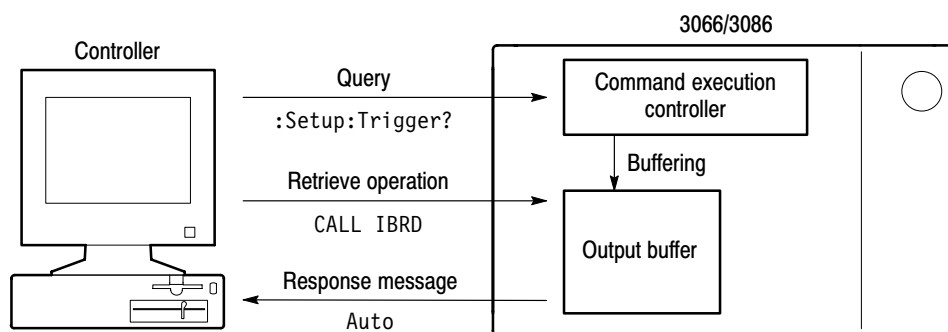 3066/3086
Controller
Query
:Setup:Trigger?
Command execution
controller
Buffering
Retrieve operation
CALL IBRD
Output buffer
Response message
Auto